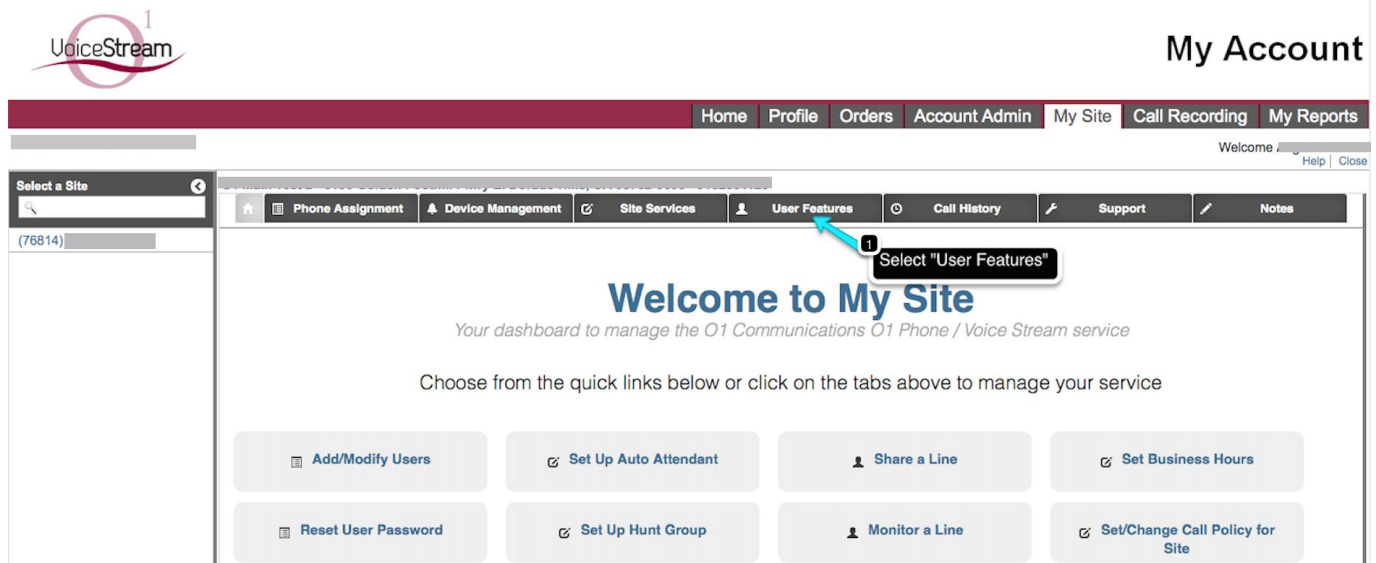 1
VoiceStream
My Account
Home Profile Orders Account Admin My Site Call Recording My Reports
Welcome
Help | Close
Select a Site
(76814)
Phone Assignment Device Management Site Services User Features Call History Support Notes
1
Select "User Features"
Welcome to My Site
Your dashboard to manage the O1 Communications O1 Phone / Voice Stream service
Choose from the quick links below or click on the tabs above to manage your service
Add/Modify Users Set Up Auto Attendant Share a Line Set Business Hours
Reset User Password Set Up Hunt Group Monitor a Line Set/Change Call Policy for
Site